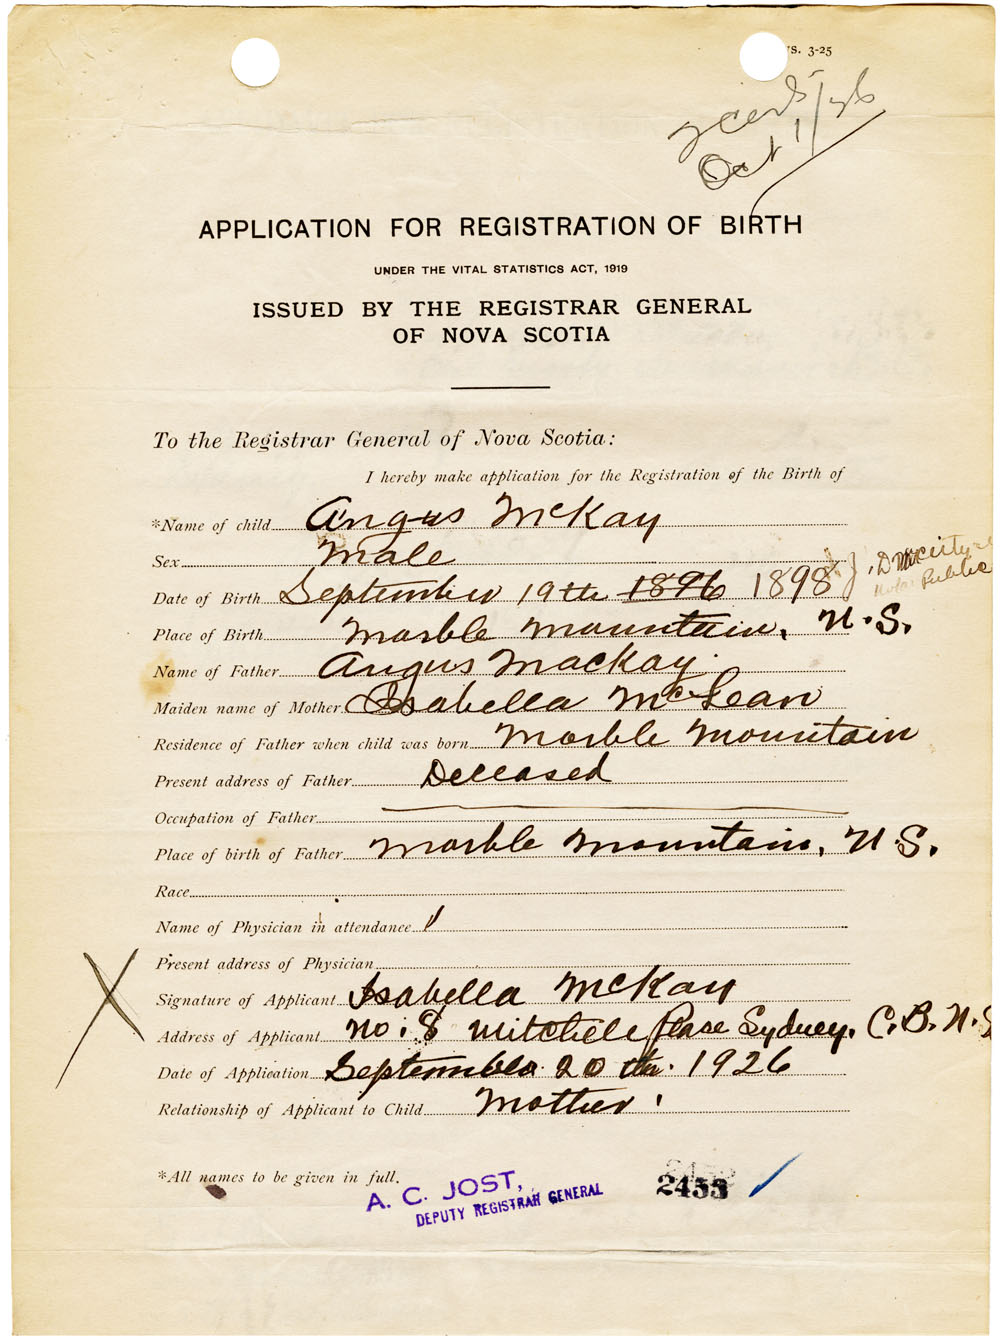 VS. 3-25
Oct 1/26
APPLICATION FOR REGISTRATION OF BIRTH
UNDER THE VITAL STATISTICS ACT, 1919
ISSUED BY THE REGISTRAR GENERAL
OF NOVA SCOTIA
To the Registrar General of Nova Scotia:
I hereby make application for the Registration of the Birth of
*Name of child Angus McKay
Sex Male
Date of Birth September 19th 1896 1898 J. D. Public
Place of Birth Marble Mountain, N.S.
Name of Father Angus MacKay.
Maiden name of Mother Isabella McLean
Residence of Father when child was born Marble Mountain
Present address of Father Deceased
Occupation of Father
Place of birth of Father Marble Mountain, N.S.
Race
Name of Physician in attendance
Present address of Physician
Signature of Applicant Isabella McKay
Address of Applicant No. 8 Mitchell Sydney, C.B. N.S
Date of Application September 20th. 1926
Relationship of Applicant to Child Mother.
*All names to be given in full.
A. C. JOST,
DEPUTY REGISTRAR GENERAL
2453